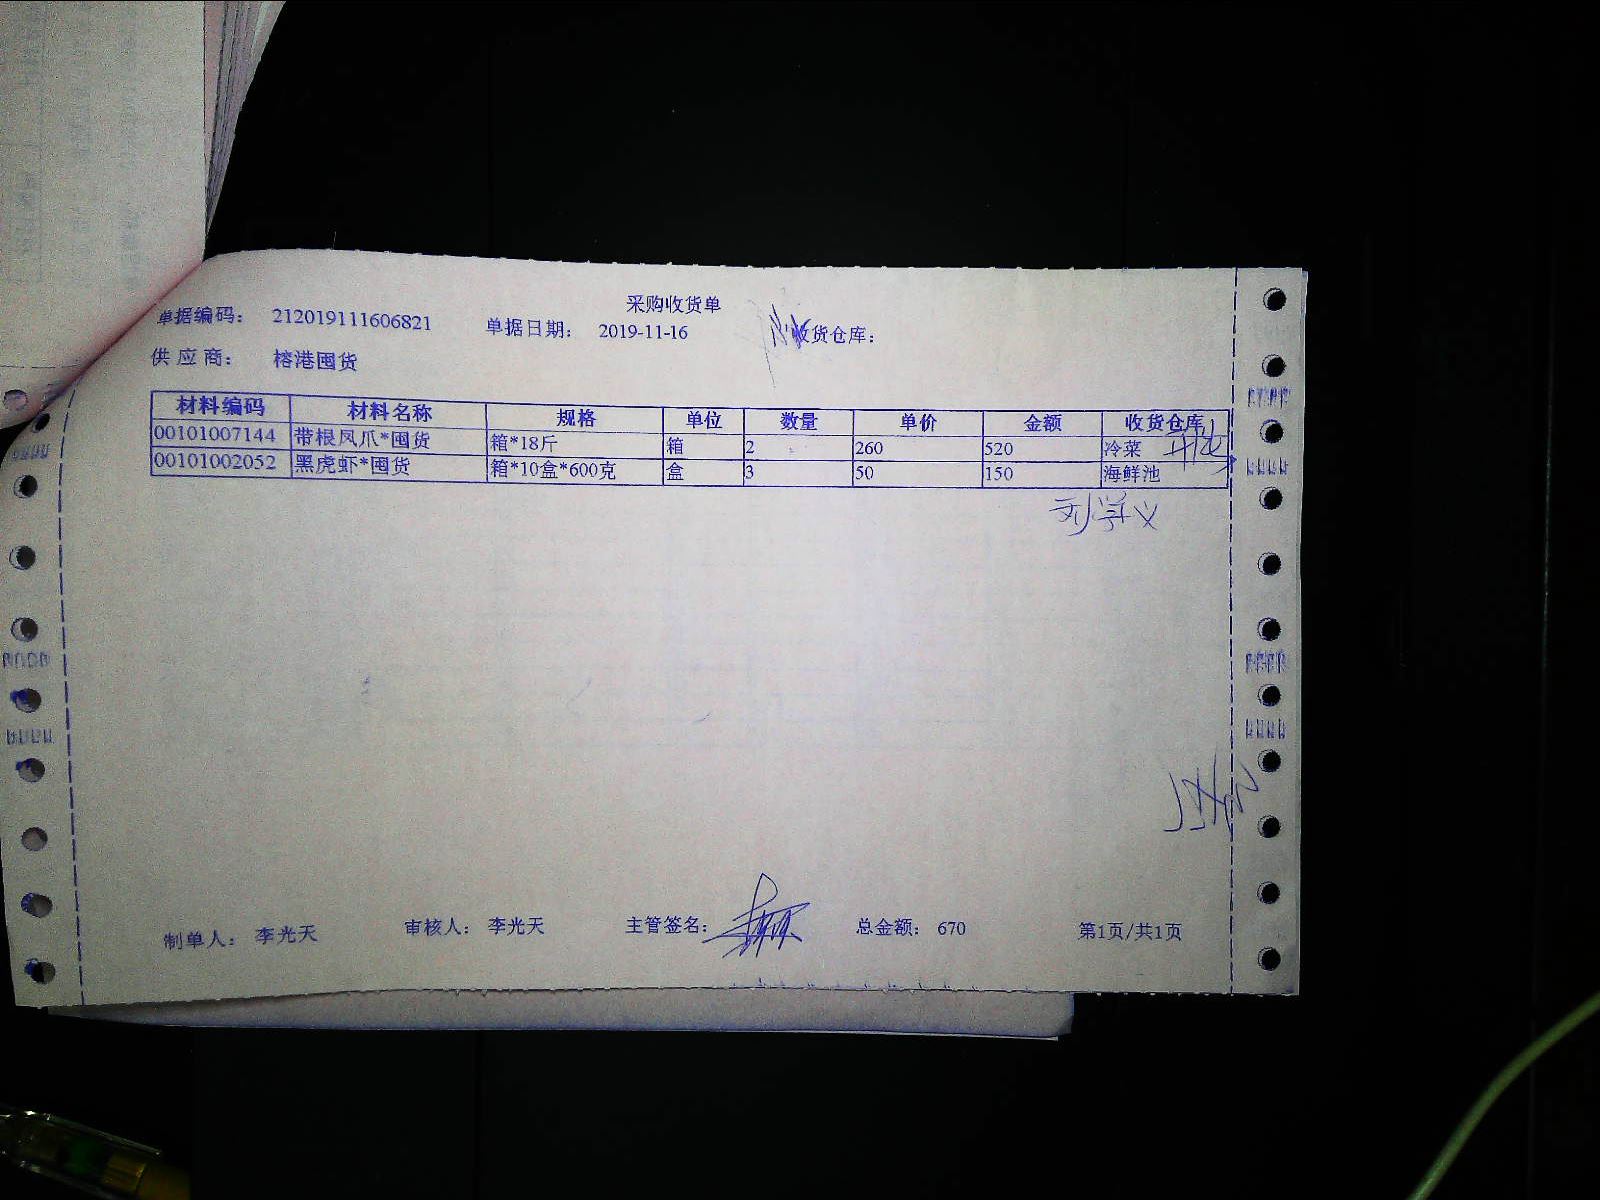 采购收货单
单据编码： 212019111606821 单据日期： 2019-11-16 收货仓库：
供应商： 榕港囤货
材料编码 材料名称 规格 单位 数量 单价 金额 收货仓库
00101007144 带根凤爪*囤货 箱*18斤 箱 2 260 520 冷菜
00101002052 黑虎虾*囤货 箱*10盒*600克 盒 3 50 150 海鲜池
刘学义
制单人： 李光天 审核人： 李光天 主管签名： 总金额： 670 第1页/共1页